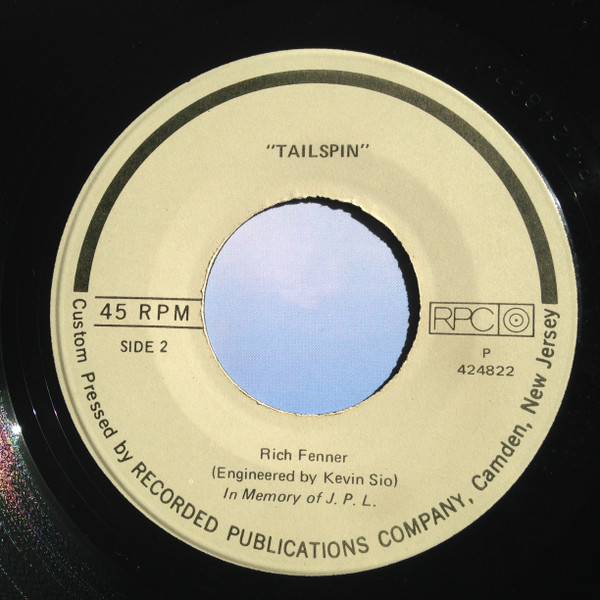 "TAILSPIN"
45 RPM
SIDE 2
RPC
P
424822
Rich Fenner
(Engineered by Kevin Sio)
In Memory of J. P. L.
Custom Pressed by RECORDED PUBLICATIONS COMPANY, Camden, New Jersey